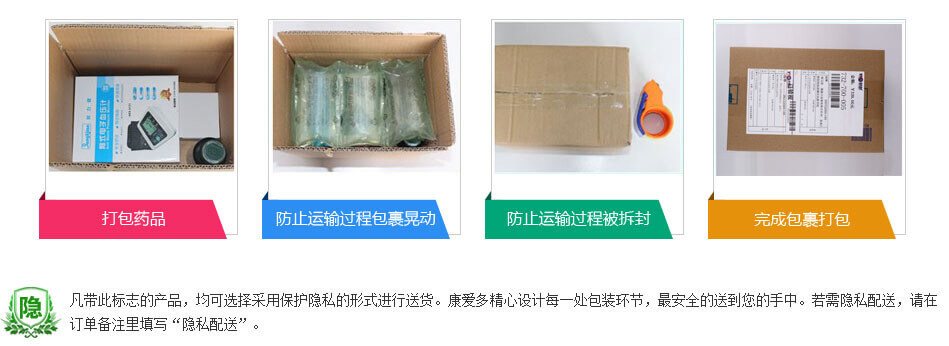 打包药品
防止运输过程包裹晃动
防止运输过程被拆封
完成包裹打包
隐
凡带此标志的产品，均可选择采用保护隐私的形式进行送货。康爱多精心设计每一处包装环节，最安全的送到您的手中。若需隐私配送，请在
订单备注里填写“隐私配送”。